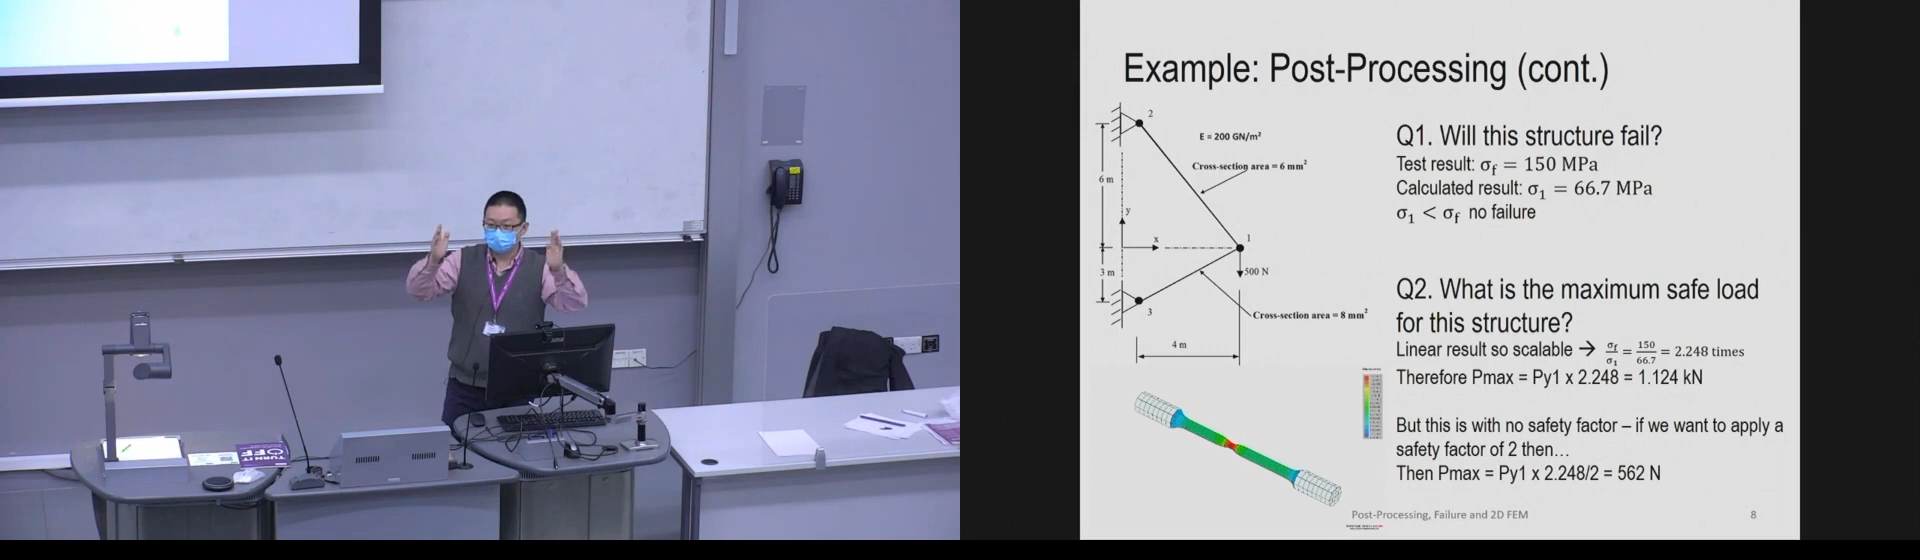 TURN IT
OFF
Example: Post-Processing (cont.)
2
E = 200 GN/m²
Cross-section area = 6 mm²
6 m
y
x
1
3 m
500 N
3
Cross-section area = 8 mm²
4 m
Q1. Will this structure fail?
Test result: σf = 150 MPa
Calculated result: σ1 = 66.7 MPa
σ1 < σf no failure
Q2. What is the maximum safe load
for this structure?
Linear result so scalable → σf/σ1 = 150/66.7 = 2.248 times
Therefore Pmax = Py1 x 2.248 = 1.124 kN
But this is with no safety factor – if we want to apply a
safety factor of 2 then…
Then Pmax = Py1 x 2.248/2 = 562 N
Post-Processing, Failure and 2D FEM
8